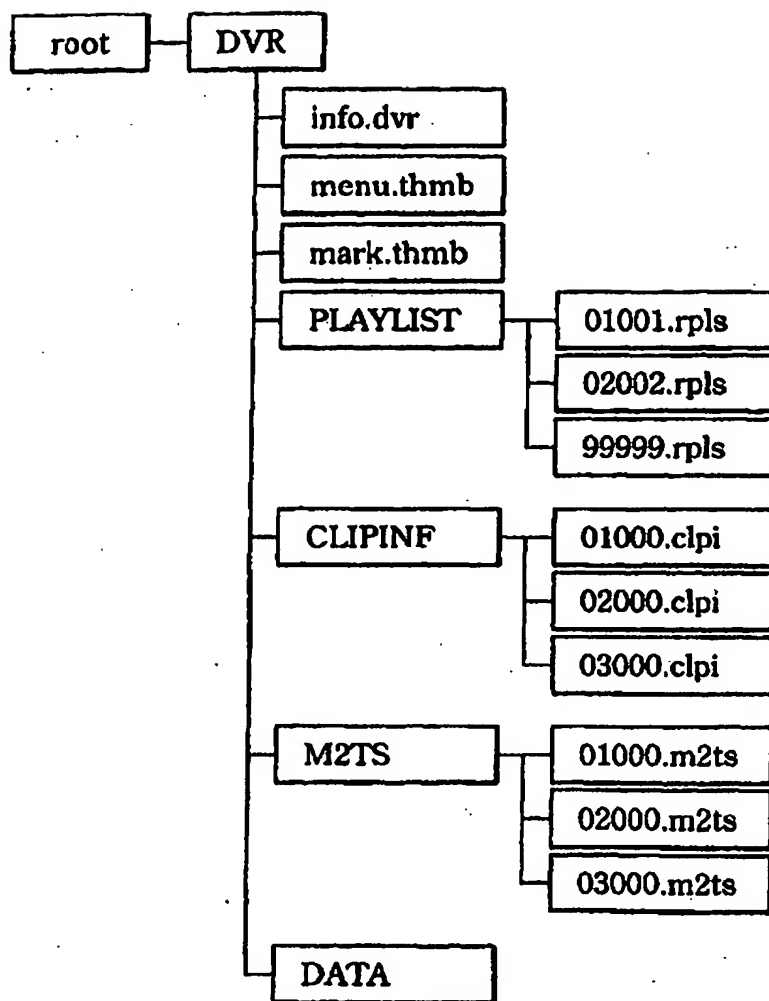 root DVR
info.dvr
menu.thmb
mark.thmb
PLAYLIST 01001.rpls
02002.rpls
99999.rpls
CLIPINF 01000.clpi
02000.clpi
03000.clpi
M2TS 01000.m2ts
02000.m2ts
03000.m2ts
DATA